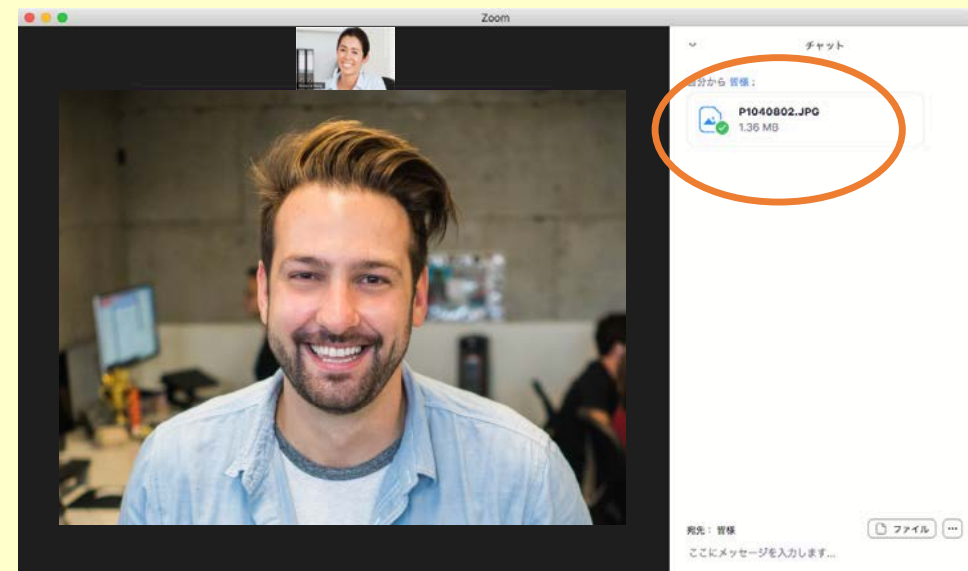 Zoom
チャット
自分から 皆様：
P1040802.JPG
1.36 MB
宛先： 皆様
ファイル
ここにメッセージを入力します...